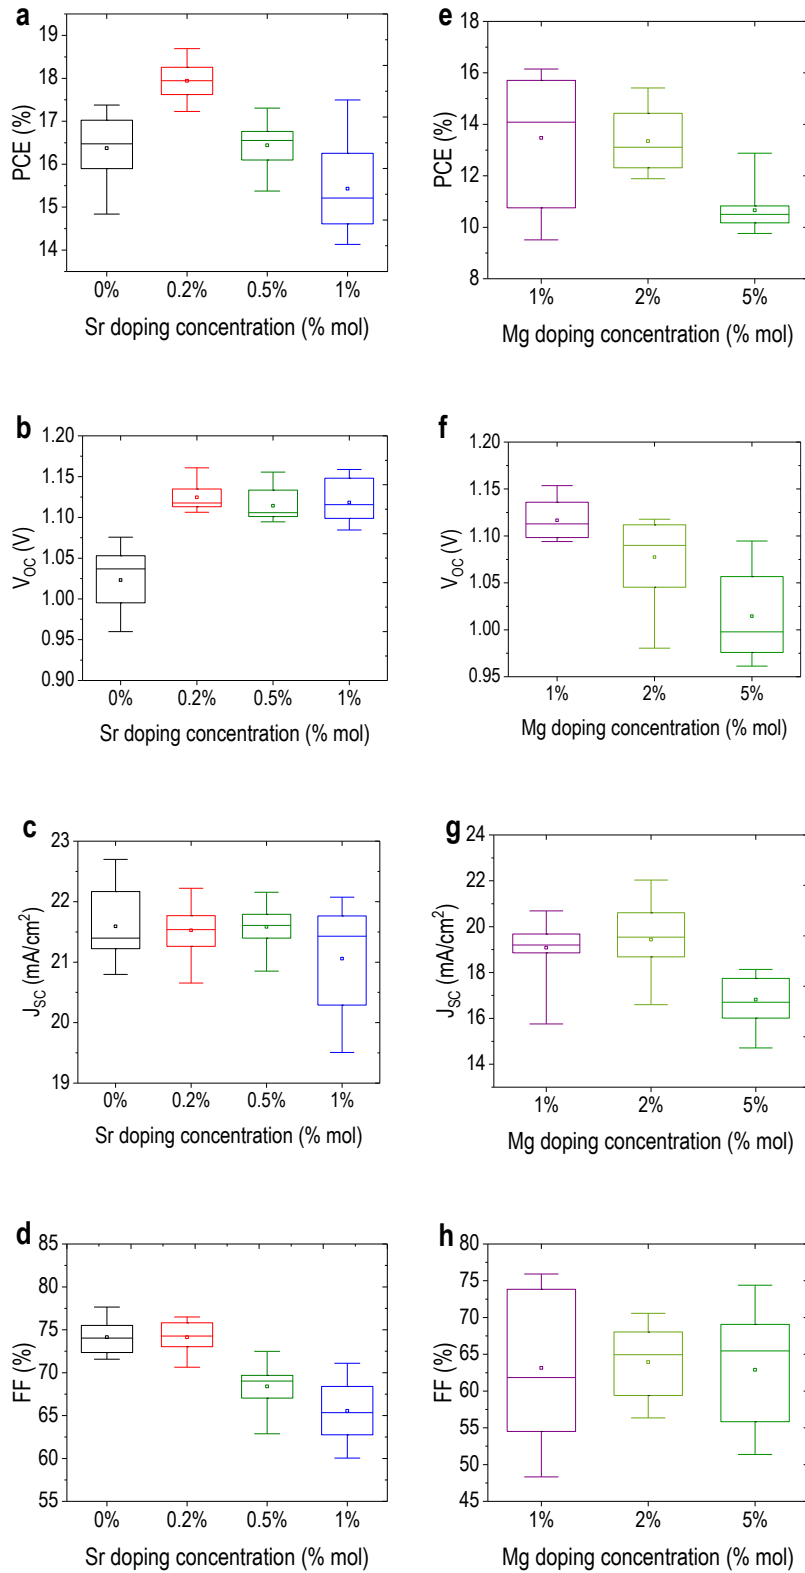 a
19
18
17
16
15
14
PCE (%)
0% 0.2% 0.5% 1%
Sr doping concentration (% mol)
e
18
16
14
12
10
8
PCE (%)
1% 2% 5%
Mg doping concentration (% mol)
b
1.20
1.15
1.10
1.05
1.00
0.95
0.90
VOC (V)
0% 0.2% 0.5% 1%
Sr doping concentration (% mol)
f
1.20
1.15
1.10
1.05
1.00
0.95
VOC (V)
1% 2% 5%
Mg doping concentration (% mol)
c
23
22
21
20
19
JSC (mA/cm²)
0% 0.2% 0.5% 1%
Sr doping concentration (% mol)
g
24
22
20
18
16
14
JSC (mA/cm²)
1% 2% 5%
Mg doping concentration (% mol)
d
85
80
75
70
65
60
55
FF (%)
0% 0.2% 0.5% 1%
Sr doping concentration (% mol)
h
80
75
70
65
60
55
50
45
FF (%)
1% 2% 5%
Mg doping concentration (% mol)